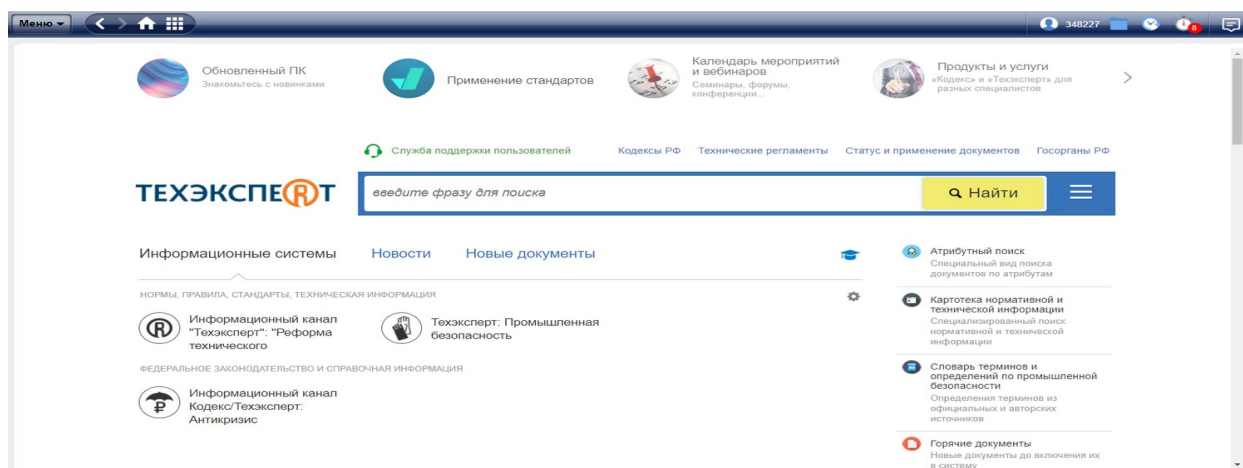 Меню
348227
8
Обновленный ПК
Знакомьтесь с новинками
Применение стандартов
Календарь мероприятий
и вебинаров
Семинары, форумы,
конференции...
Продукты и услуги
«Кодекс» и «Техэксперт» для
разных специалистов
Служба поддержки пользователей
Кодексы РФ
Технические регламенты
Статус и применение документов
Госорганы РФ
ТЕХЭКСПЕRТ
введите фразу для поиска
Найти
Информационные системы
Новости
Новые документы
НОРМЫ, ПРАВИЛА, СТАНДАРТЫ, ТЕХНИЧЕСКАЯ ИНФОРМАЦИЯ
Информационный канал
"Техэксперт": "Реформа
технического
Техэксперт: Промышленная
безопасность
ФЕДЕРАЛЬНОЕ ЗАКОНОДАТЕЛЬСТВО И СПРАВОЧНАЯ ИНФОРМАЦИЯ
Информационный канал
Кодекс/Техэксперт:
Антикризис
Атрибутный поиск
Специальный вид поиска
документов по атрибутам
Картотека нормативной и
технической информации
Специализированный поиск
нормативной и технической
информации
Словарь терминов и
определений по промышленной
безопасности
Определения терминов из
официальных и авторских
источников
Горячие документы
Новые документы до включения их
в систему